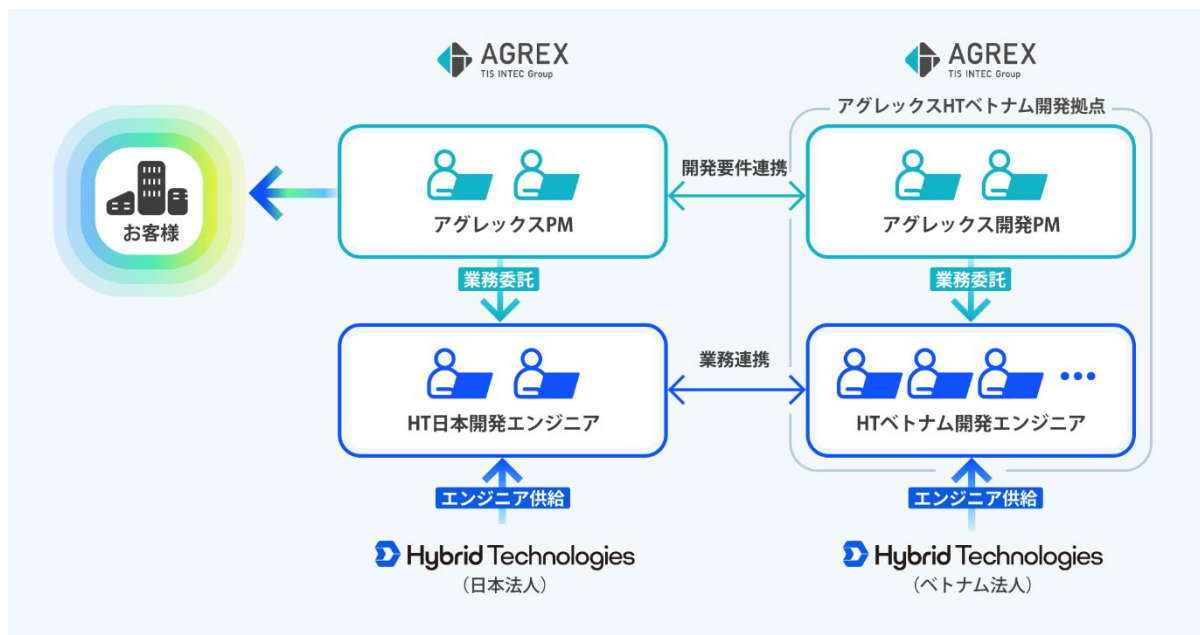 AGREX
TIS INTEC Group
AGREX
TIS INTEC Group
アグレックスHTベトナム開発拠点
お客様
アグレックスPM
開発要件連携
アグレックス開発PM
業務委託
業務委託
HT日本開発エンジニア
業務連携
HTベトナム開発エンジニア
エンジニア供給
エンジニア供給
Hybrid Technologies
(日本法人)
Hybrid Technologies
(ベトナム法人)